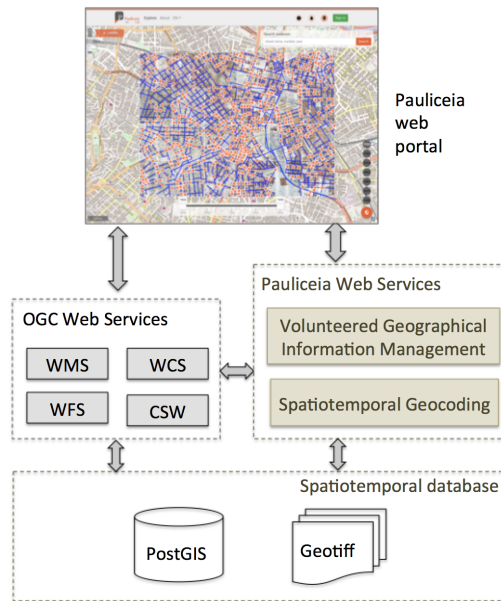 Pauliceia
web
portal
Pauliceia Web Services
OGC Web Services
Volunteered Geographical
Information Management
WMS
WCS
WFS
CSW
Spatiotemporal Geocoding
Spatiotemporal database
PostGIS
Geotiff